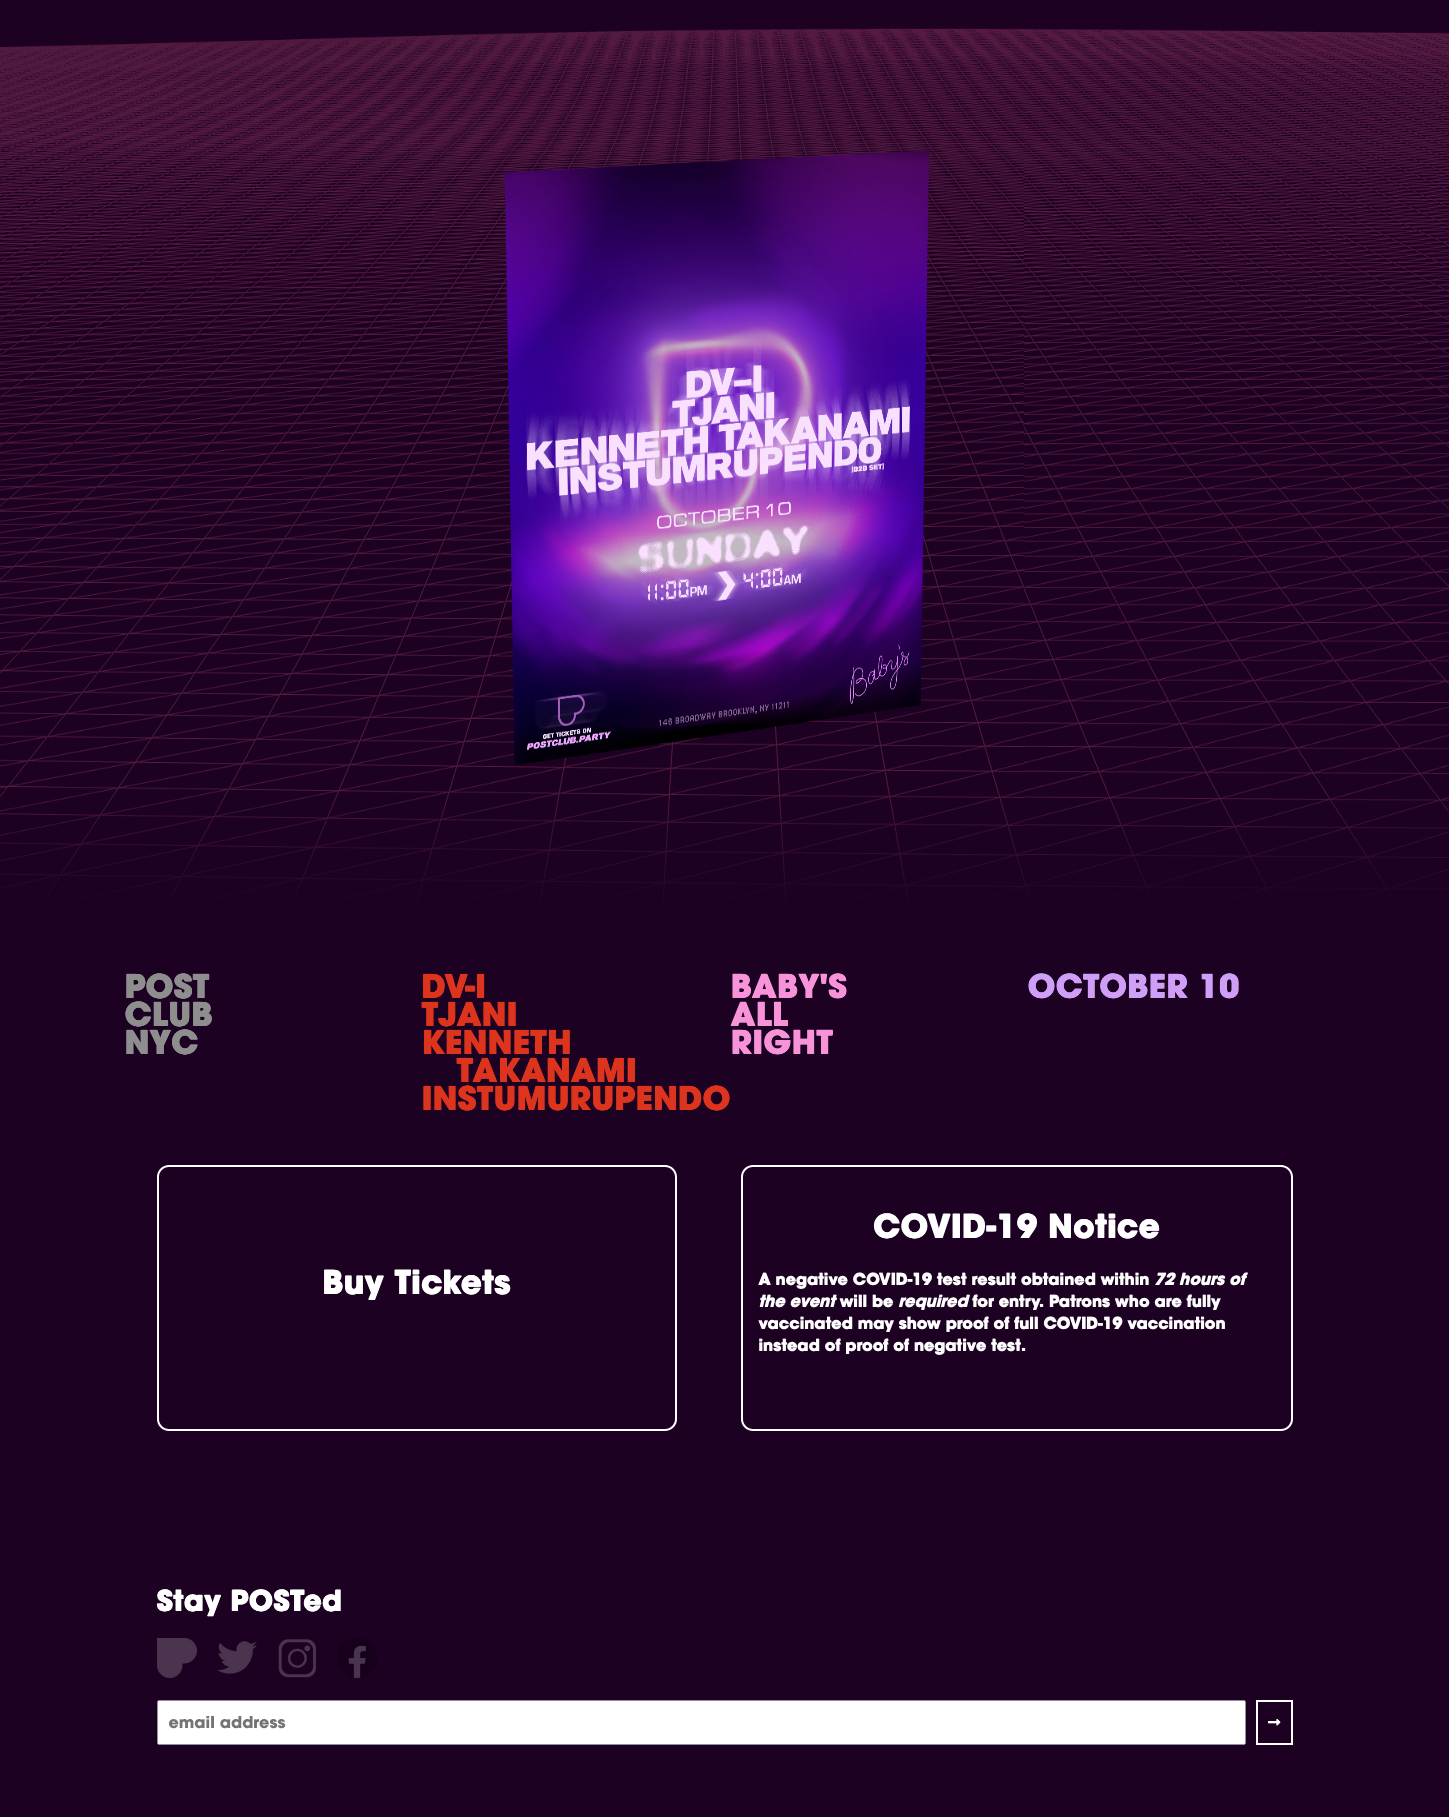 DV–I
TJANI
KENNETH TAKANAMI
INSTUMRUPENDO
(B2B SET)
OCTOBER 10
SUNDAY
11:00PM ❯ 4:00AM
Baby's
GET TICKETS ON
POSTCLUB.PARTY
146 BROADWAY BROOKLYN, NY 11211
POST
CLUB
NYC
DV-I
TJANI
KENNETH
TAKANAMI
INSTUMURUPENDO
BABY'S
ALL
RIGHT
OCTOBER 10
Buy Tickets
COVID-19 Notice
A negative COVID-19 test result obtained within 72 hours of
the event will be required for entry. Patrons who are fully
vaccinated may show proof of full COVID-19 vaccination
instead of proof of negative test.
Stay POSTed
email address
→